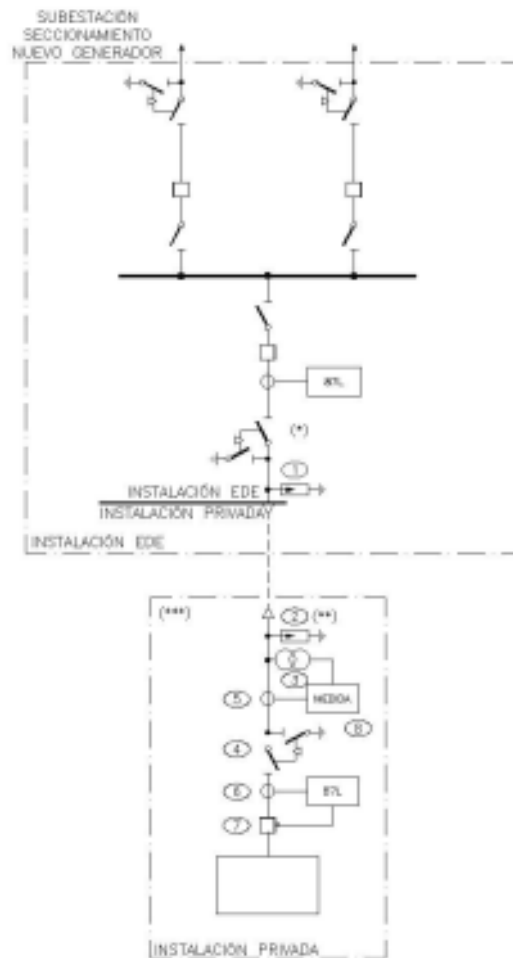 SUBESTACIÓN
SECCIONAMIENTO
NUEVO GENERADOR
87L
(*)
1
INSTALACIÓN EDE
INSTALACIÓN PRIVADA
INSTALACIÓN EDE
(***)
2 (**)
3
5
MEDIDA
8
4
6
87L
7
INSTALACIÓN PRIVADA